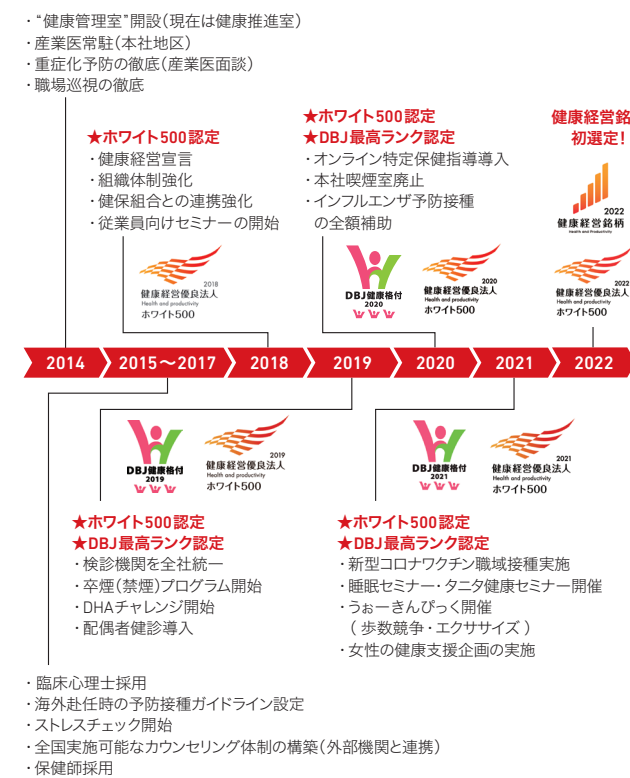 ・“健康管理室”開設（現在は健康推進室）
・産業医常駐（本社地区）
・重症化予防の徹底（産業医面談）
・職場巡視の徹底
★ホワイト500認定
・健康経営宣言
・組織体制強化
・健保組合との連携強化
・従業員向けセミナーの開始
2018
健康経営優良法人
Health and productivity
ホワイト500
★ホワイト500認定
★DBJ最高ランク認定
・オンライン特定保健指導導入
・本社喫煙室廃止
・インフルエンザ予防接種
の全額補助
DBJ健康格付
2020
2020
健康経営優良法人
Health and productivity
ホワイト500
健康経営銘
初選定！
2022
健康経営銘柄
Health and Productivity
2022
健康経営優良法人
Health and productivity
ホワイト500
2014
2015〜2017
2018
2019
2020
2021
2022
DBJ健康格付
2019
2019
健康経営優良法人
Health and productivity
ホワイト500
★ホワイト500認定
★DBJ最高ランク認定
・検診機関を全社統一
・卒煙（禁煙）プログラム開始
・DHAチャレンジ開始
・配偶者健診導入
DBJ健康格付
2021
2021
健康経営優良法人
Health and productivity
ホワイト500
★ホワイト500認定
★DBJ最高ランク認定
・新型コロナワクチン職域接種実施
・睡眠セミナー・タニタ健康セミナー開催
・うぉーきんぴっく開催
（ 歩数競争・エクササイズ ）
・女性の健康支援企画の実施
・臨床心理士採用
・海外赴任時の予防接種ガイドライン設定
・ストレスチェック開始
・全国実施可能なカウンセリング体制の構築（外部機関と連携）
・保健師採用